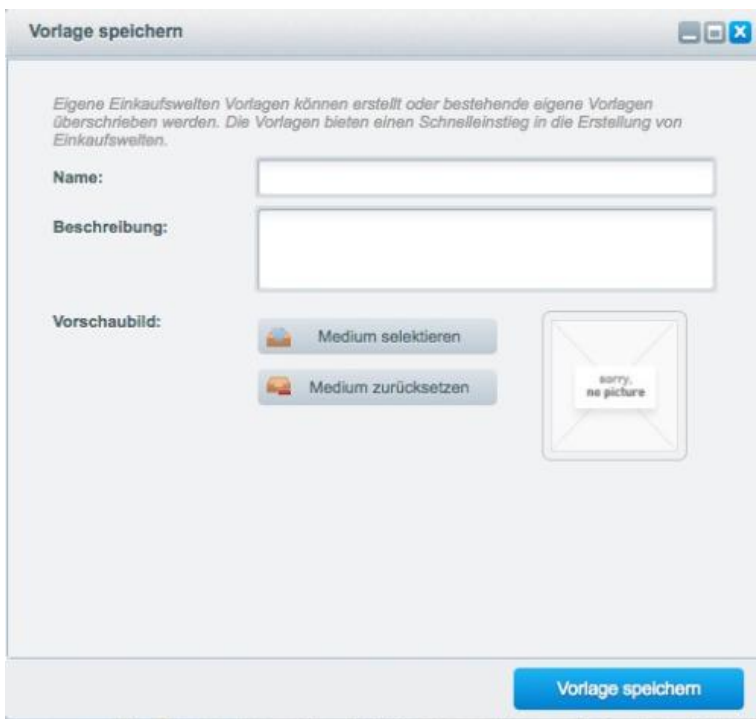 Vorlage speichern
Eigene Einkaufswelten Vorlagen können erstellt oder bestehende eigene Vorlagen
überschrieben werden. Die Vorlagen bieten einen Schnelleinstieg in die Erstellung von
Einkaufswelten.
Name:
Beschreibung:
Vorschaubild:
Medium selektieren
Medium zurücksetzen
sorry,
no picture
Vorlage speichern